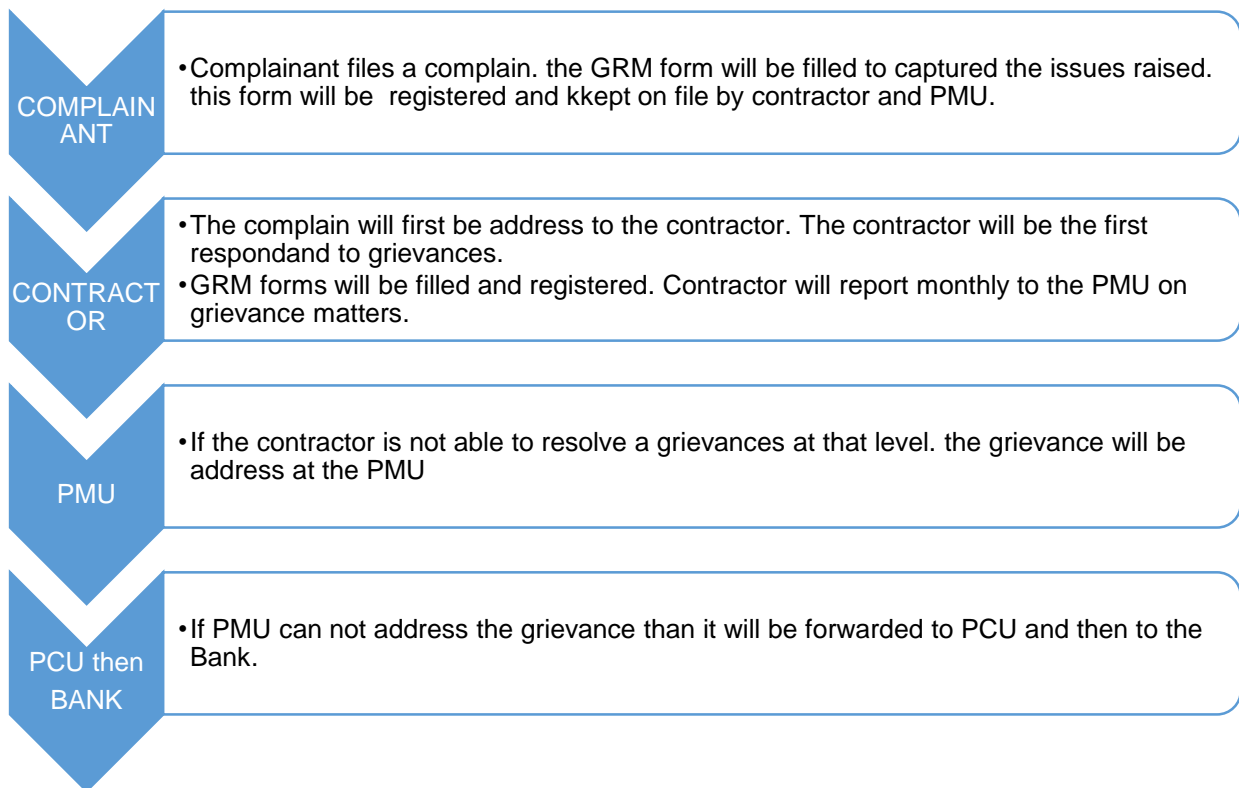 COMPLAIN
ANT
•Complainant files a complain. the GRM form will be filled to captured the issues raised.
this form will be  registered and kkept on file by contractor and PMU.
CONTRACT
OR
•The complain will first be address to the contractor. The contractor will be the first
respondand to grievances.
•GRM forms will be filled and registered. Contractor will report monthly to the PMU on
grievance matters.
PMU
•If the contractor is not able to resolve a grievances at that level. the grievance will be
address at the PMU
PCU then
BANK
•If PMU can not address the grievance than it will be forwarded to PCU and then to the
Bank.